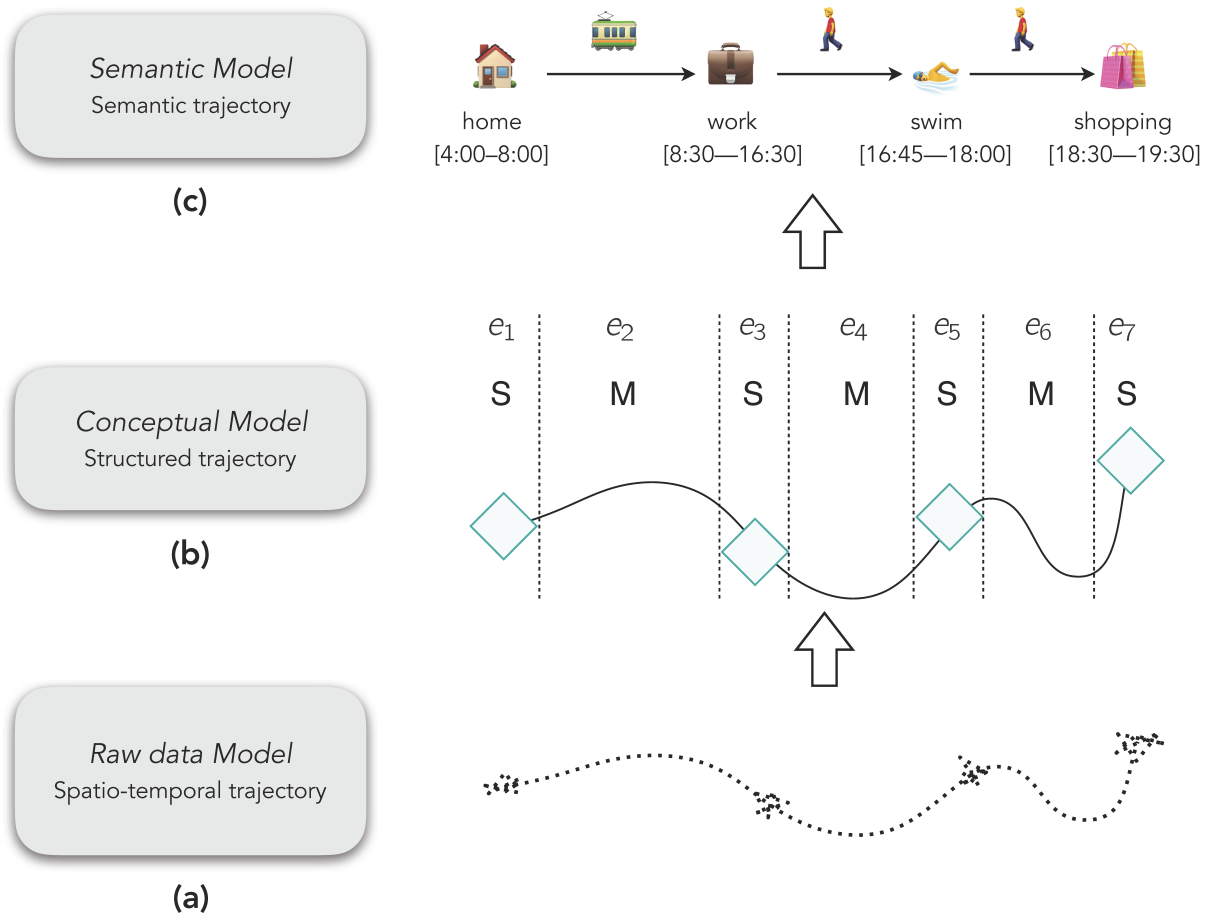 Semantic Model
Semantic trajectory
(c)
home
[4:00–8:00]
work
[8:30—16:30]
swim
[16:45—18:00]
shopping
[18:30—19:30]
e1 e2 e3 e4 e5 e6 e7
S M S M S M S
Conceptual Model
Structured trajectory
(b)
Raw data Model
Spatio-temporal trajectory
(a)